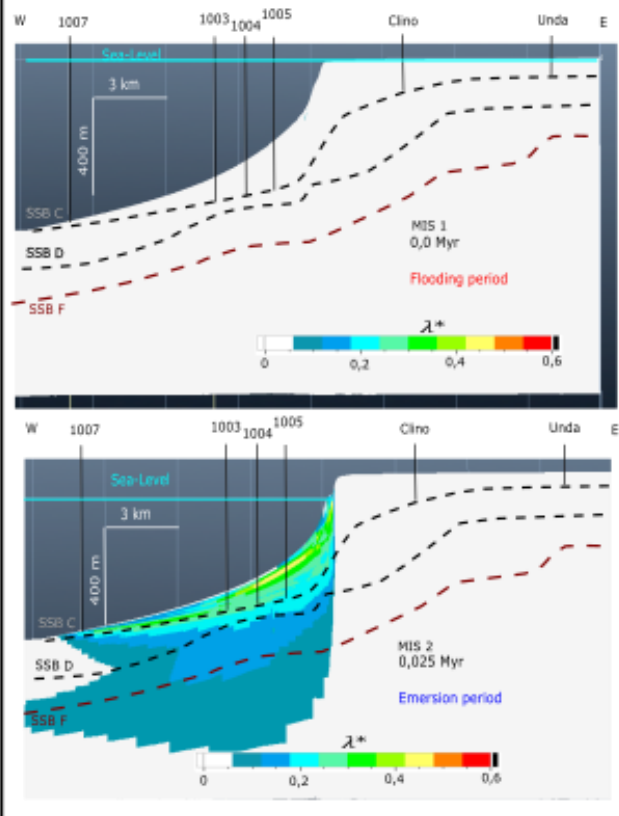 W 1007 1003 1004 1005 Clino Unda E
Sea-Level
3 km
400 m
SSB C
SSB D
SSB F
MIS 1
0,0 Myr
Flooding period
λ*
0 0,2 0,4 0,6
W 1007 1003 1004 1005 Clino Unda E
Sea-Level
3 km
400 m
SSB C
SSB D
SSB F
MIS 2
0,025 Myr
Emersion period
λ*
0 0,2 0,4 0,6